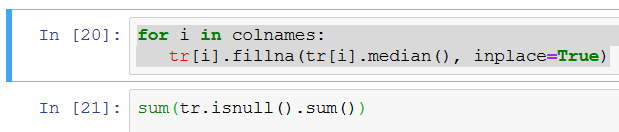 In [20]: for i in colnames:
tr[i].fillna(tr[i].median(), inplace=True)
In [21]: sum(tr.isnull().sum())